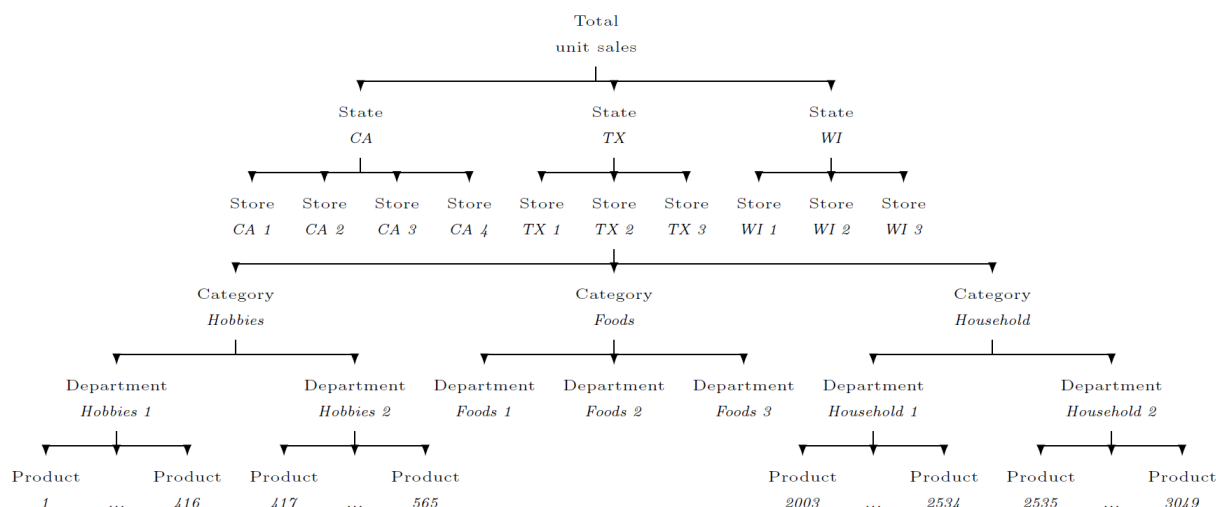 Total
unit sales
State State State
CA TX WI
Store Store Store Store Store Store Store Store Store Store
CA 1 CA 2 CA 3 CA 4 TX 1 TX 2 TX 3 WI 1 WI 2 WI 3
Category Category Category
Hobbies Foods Household
Department Department Department Department Department Department Department
Hobbies 1 Hobbies 2 Foods 1 Foods 2 Foods 3 Household 1 Household 2
Product Product Product Product Product Product Product Product
1 ... 416 417 ... 565 2003 ... 2534 2535 ... 3049